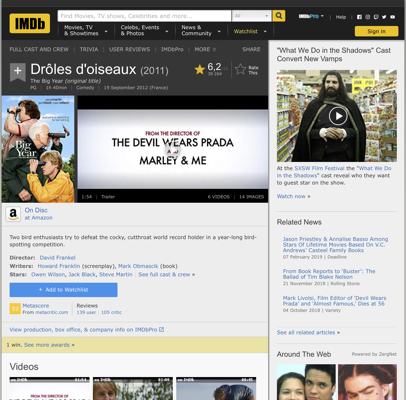 IMDb
Find Movies, TV shows, Celebrities and more...
All
Movies, TV
& Showtimes
Celebs, Events
& Photos
News &
Community
Watchlist
IMDbPro
Help
Sign in
FULL CAST AND CREW | TRIVIA | USER REVIEWS | IMDbPro | MORE
SHARE
Drôles d'oiseaux (2011)
The Big Year (original title)
PG | 1h 40min | Comedy | 19 September 2012 (France)
6,2
Rate
This
The
Big Year
FROM THE DIRECTOR OF
THE DEVIL WEARS PRADA
MARLEY & ME
1:54 | Trailer
6 VIDEOS | 14 IMAGES
On Disc
at Amazon
Two bird enthusiasts try to defeat the cocky, cutthroat world record holder in a year-long bird-
spotting competition.
Director: David Frankel
Writers: Howard Franklin (screenplay), Mark Obmascik (book)
Stars: Owen Wilson, Jack Black, Steve Martin | See full cast & crew »
+ Add to Watchlist
Metascore
From metacritic.com
Reviews
139 user | 105 critic
View production, box office, & company info on IMDbPro
1 win. See more awards »
Videos
"What We Do in the Shadows" Cast
Convert New Vamps
At the SXSW Film Festival the "What We Do
in the Shadows" cast reveal who they want
to guest star on the show.
Watch now »
Related News
Jason Priestley & Annalise Basso Among
Stars Of Lifetime Movies Based On V.C.
Andrews' Casteel Family Books
07 February 2019 | Deadline
From Book Reports to 'Buster': The
Ballad of Tim Blake Nelson
21 November 2018 | Rolling Stone
Mark Livolsi, Film Editor of 'Devil Wears
Prada' and 'Almost Famous,' Dies at 56
04 October 2018 | Variety
See all related articles »
Around The Web
Powered by ZergNet